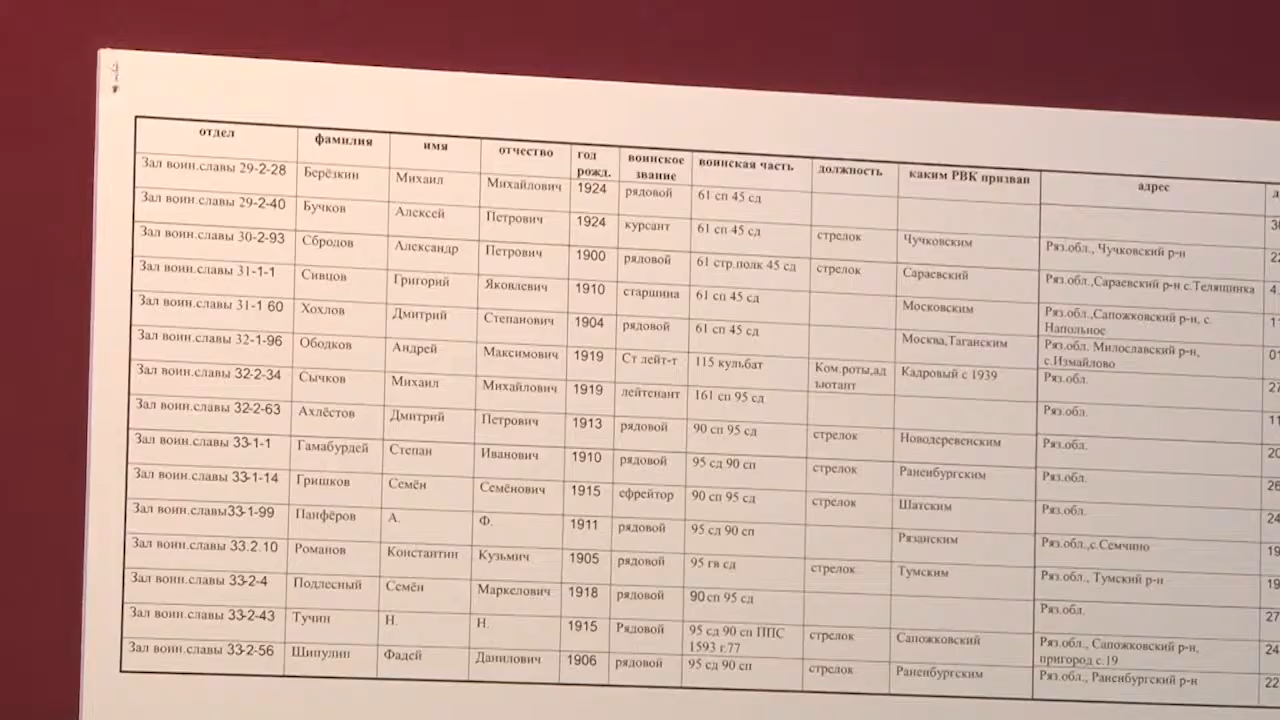 отдел фамилия имя отчество год рожд. воинское звание воинская часть должность каким РВК призван адрес
Зал воин.славы 29-2-28 Берёзкин Михаил Михайлович 1924 рядовой 61 сп 45 сд
Зал воин.славы 29-2-40 Бучков Алексей Петрович 1924 курсант 61 сп 45 сд стрелок Чучковским Ряз.обл., Чучковский р-н
Зал воин.славы 30-2-93 Сбродов Александр Петрович 1900 рядовой 61 стр.полк 45 сд стрелок Сараевский Ряз.обл.,Сараевский р-н с.Телятинка
Зал воин.славы 31-1-1 Сивцов Григорий Яковлевич 1910 старшина 61 сп 45 сд Московским Ряз.обл.,Сапожковский р-н, с. Напольное
Зал воин.славы 31-1 60 Хохлов Дмитрий Степанович 1904 рядовой 61 сп 45 сд Москва,Таганским Ряз.обл. Милославский р-н, с.Измайлово
Зал воин.славы 32-1-96 Ободков Андрей Максимович 1919 Ст лейт-т 115 кульбат Ком.роты,адъютант Кадровый с 1939 Ряз.обл.
Зал воин.славы 32-2-34 Сычков Михаил Михайлович 1919 лейтенант 161 сп 95 сд Ряз.обл.
Зал воин.славы 32-2-63 Ахлёстов Дмитрий Петрович 1913 рядовой 90 сп 95 сд стрелок Новодеревенским Ряз.обл.
Зал воин.славы 33-1-1 Гамабурдей Степан Иванович 1910 рядовой 95 сд 90 сп стрелок Раненбургским Ряз.обл.
Зал воин.славы 33-1-14 Гришков Семён Семёнович 1915 ефрейтор 90 сп 95 сд стрелок Шатским Ряз.обл.
Зал воин.славы33-1-99 Панфёров А. Ф. 1911 рядовой 95 сд 90 сп Рязанским Ряз.обл.,с.Семчино
Зал воин.славы 33.2.10 Романов Константин Кузьмич 1905 рядовой 95 гв сд стрелок Тумским Ряз.обл., Тумский р-н
Зал воин.славы 33-2-4 Подлесный Семён Маркелович 1918 рядовой 90 сп 95 сд Ряз.обл.
Зал воин.славы 33-2-43 Тучин Н. Н. 1915 Рядовой 95 сд 90 сп ППС 1593 г.77 стрелок Сапожковский Ряз.обл., Сапожковский р-н, пригород с.19
Зал воин.славы 33-2-56 Шипулин Фадей Данилович 1906 рядовой 95 сд 90 сп стрелок Раненбургским Ряз.обл., Раненбургский р-н